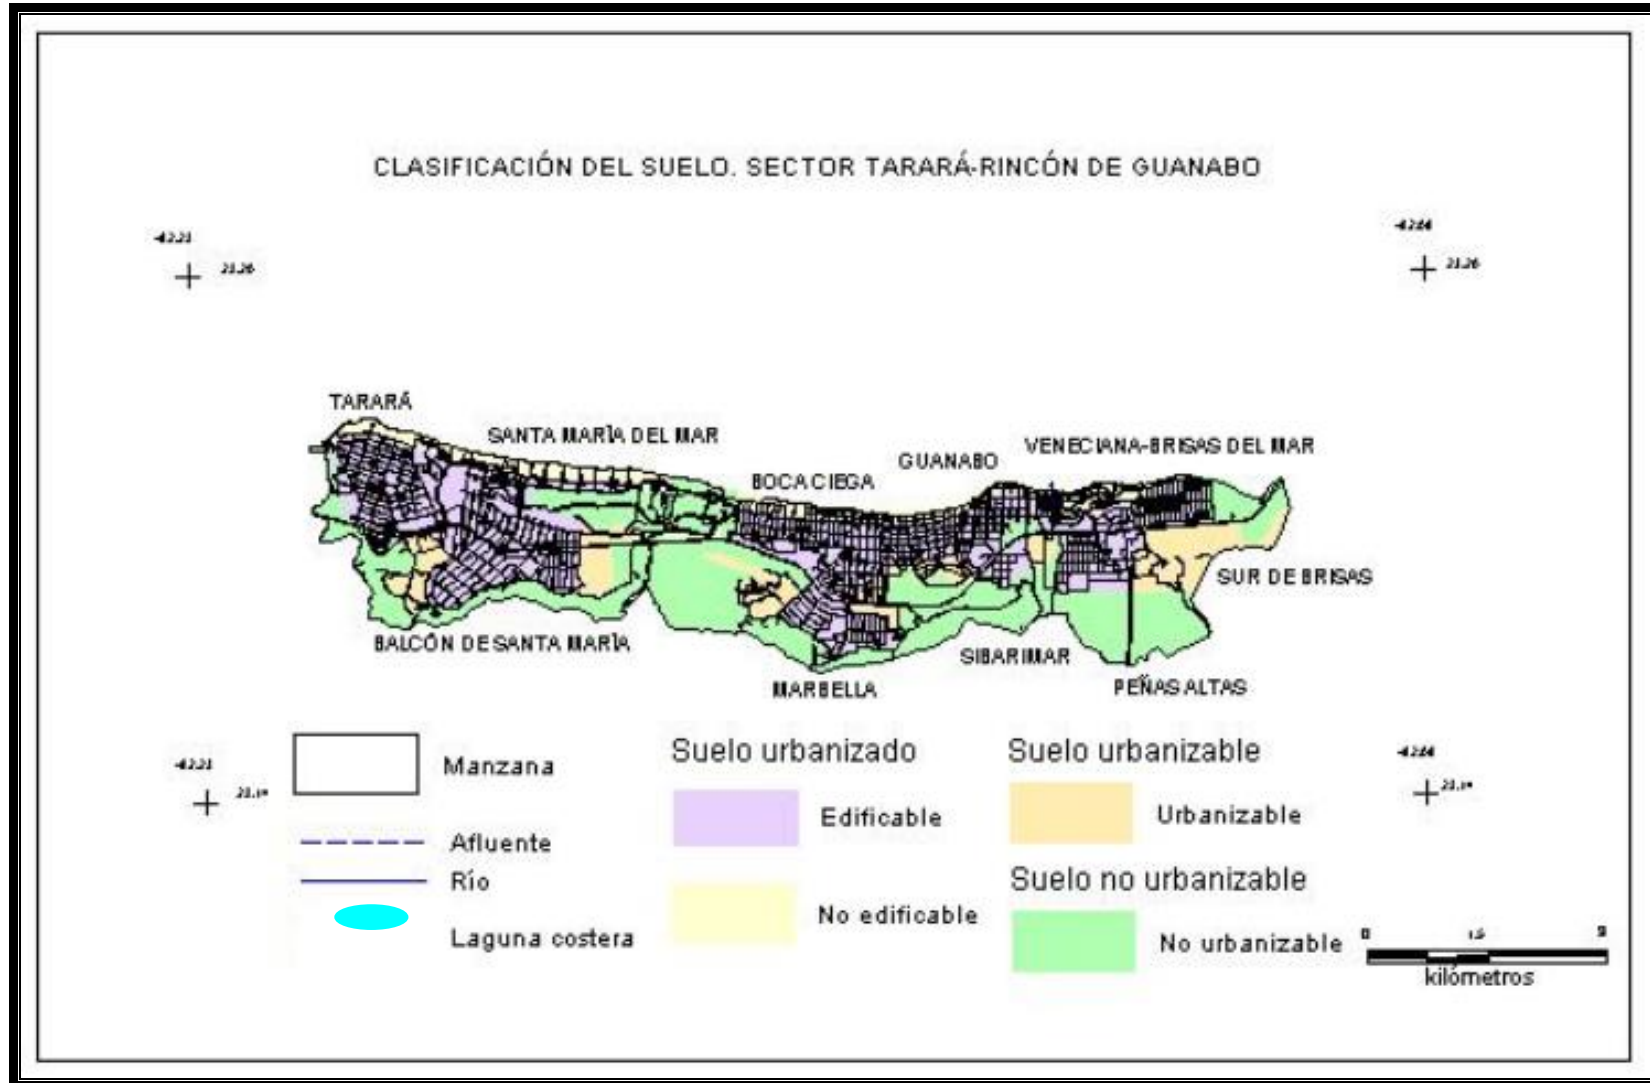 CLASIFICACIÓN DEL SUELO. SECTOR TARARÁ-RINCÓN DE GUANABO
TARARÁ
SANTA MARÍA DEL MAR
BOCA CIEGA
GUANABO
VENECIANA-BRISAS DEL MAR
SUR DE BRISAS
BALCÓN DE SANTA MARÍA
SIBARIMAR
MARBELLA
PEÑAS ALTAS
Manzana
Afluente
Río
Laguna costera
Suelo urbanizado
Edificable
No edificable
Suelo urbanizable
Urbanizable
Suelo no urbanizable
No urbanizable
kilómetros